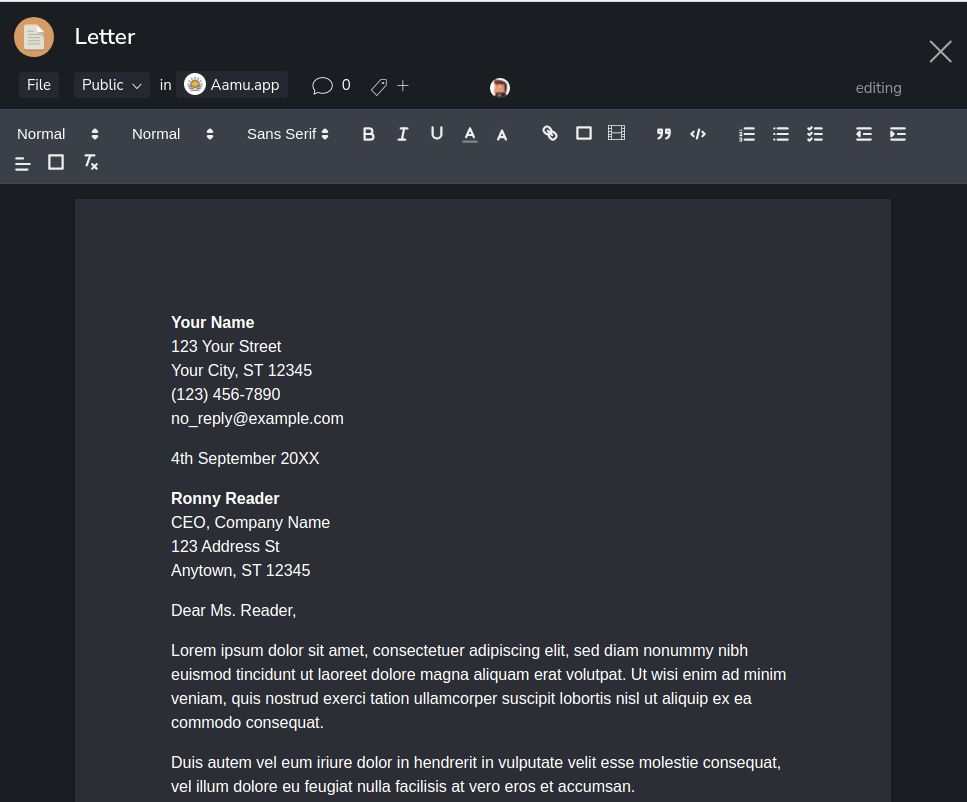 Letter
File Public in Aamu.app 0 editing
Normal Normal Sans Serif
Your Name
123 Your Street
Your City, ST 12345
(123) 456-7890
no_reply@example.com
4th September 20XX
Ronny Reader
CEO, Company Name
123 Address St
Anytown, ST 12345
Dear Ms. Reader,
Lorem ipsum dolor sit amet, consectetuer adipiscing elit, sed diam nonummy nibh
euismod tincidunt ut laoreet dolore magna aliquam erat volutpat. Ut wisi enim ad minim
veniam, quis nostrud exerci tation ullamcorper suscipit lobortis nisl ut aliquip ex ea
commodo consequat.
Duis autem vel eum iriure dolor in hendrerit in vulputate velit esse molestie consequat,
vel illum dolore eu feugiat nulla facilisis at vero eros et accumsan.